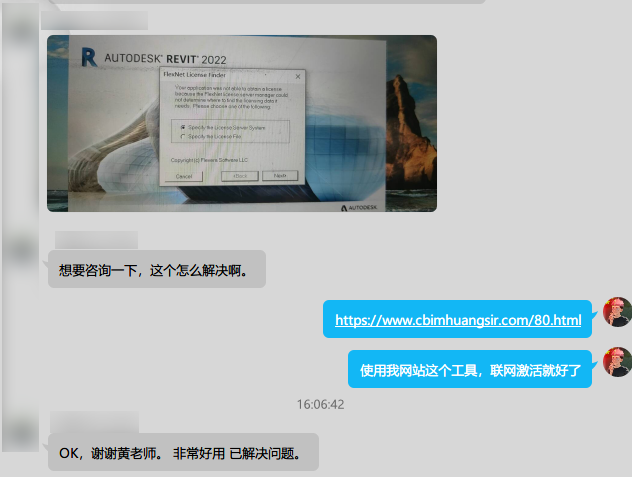 R AUTODESK® REVIT® 2022
FlexNet License Finder
Your application was not able to obtain a license
because the FlexNet license server manager could
not determine where to find the licensing data it
needs. Please choose one of the following:
Specify the License Server System
Specify the License File
Copyright (c) Flexera Software LLC
Cancel
<Back
Next>
AUTODESK
想要咨询一下，这个怎么解决啊。
https://www.cbimhuangsir.com/80.html
使用我网站这个工具，联网激活就好了
16:06:42
OK，谢谢黄老师。 非常好用 已解决问题。